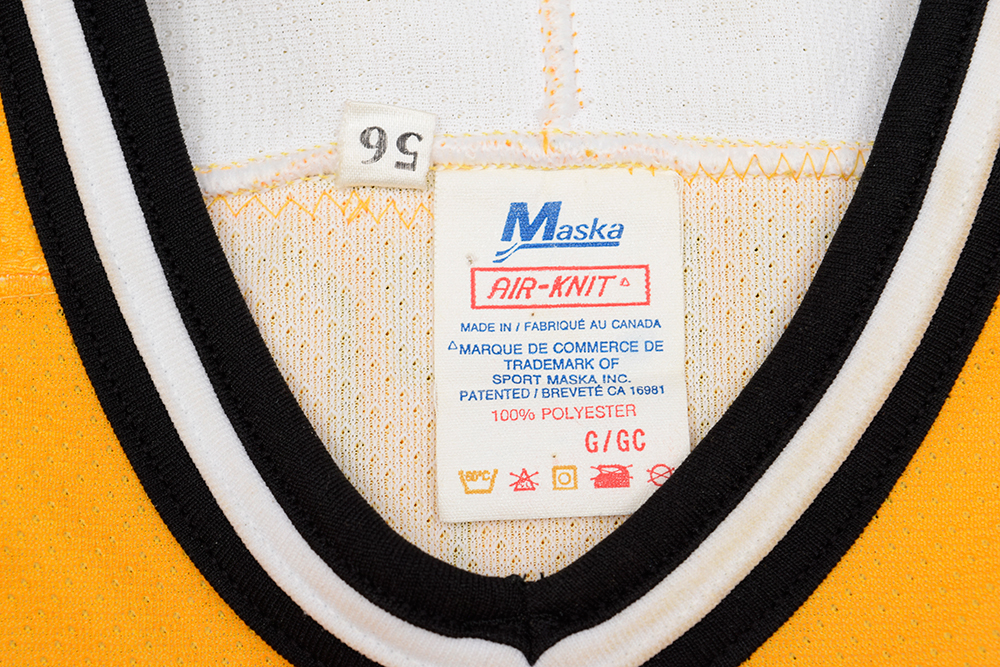 56
Maska
AIR-KNIT △
MADE IN / FABRIQUÉ AU CANADA
△ MARQUE DE COMMERCE DE
TRADEMARK OF
SPORT MASKA INC.
PATENTED / BREVETÉ CA 16981
100% POLYESTER
G/GC